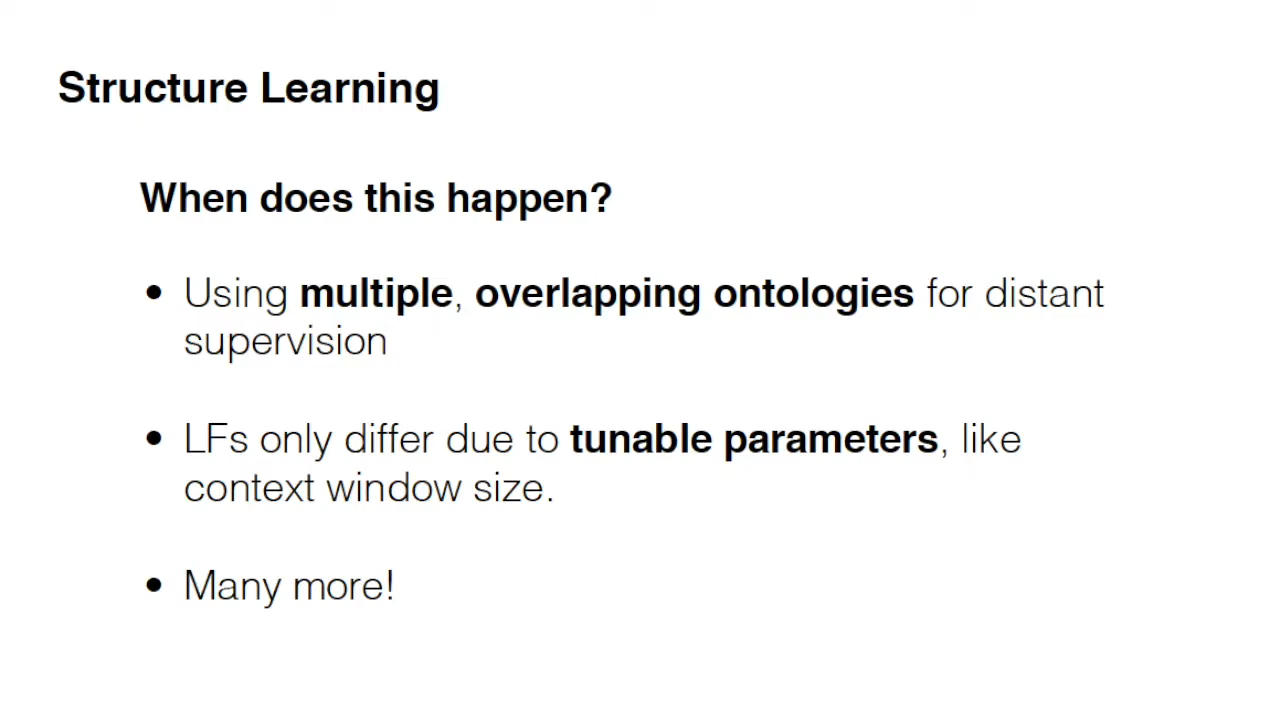 Structure Learning
When does this happen?
• Using multiple, overlapping ontologies for distant
supervision
• LFs only differ due to tunable parameters, like
context window size.
• Many more!